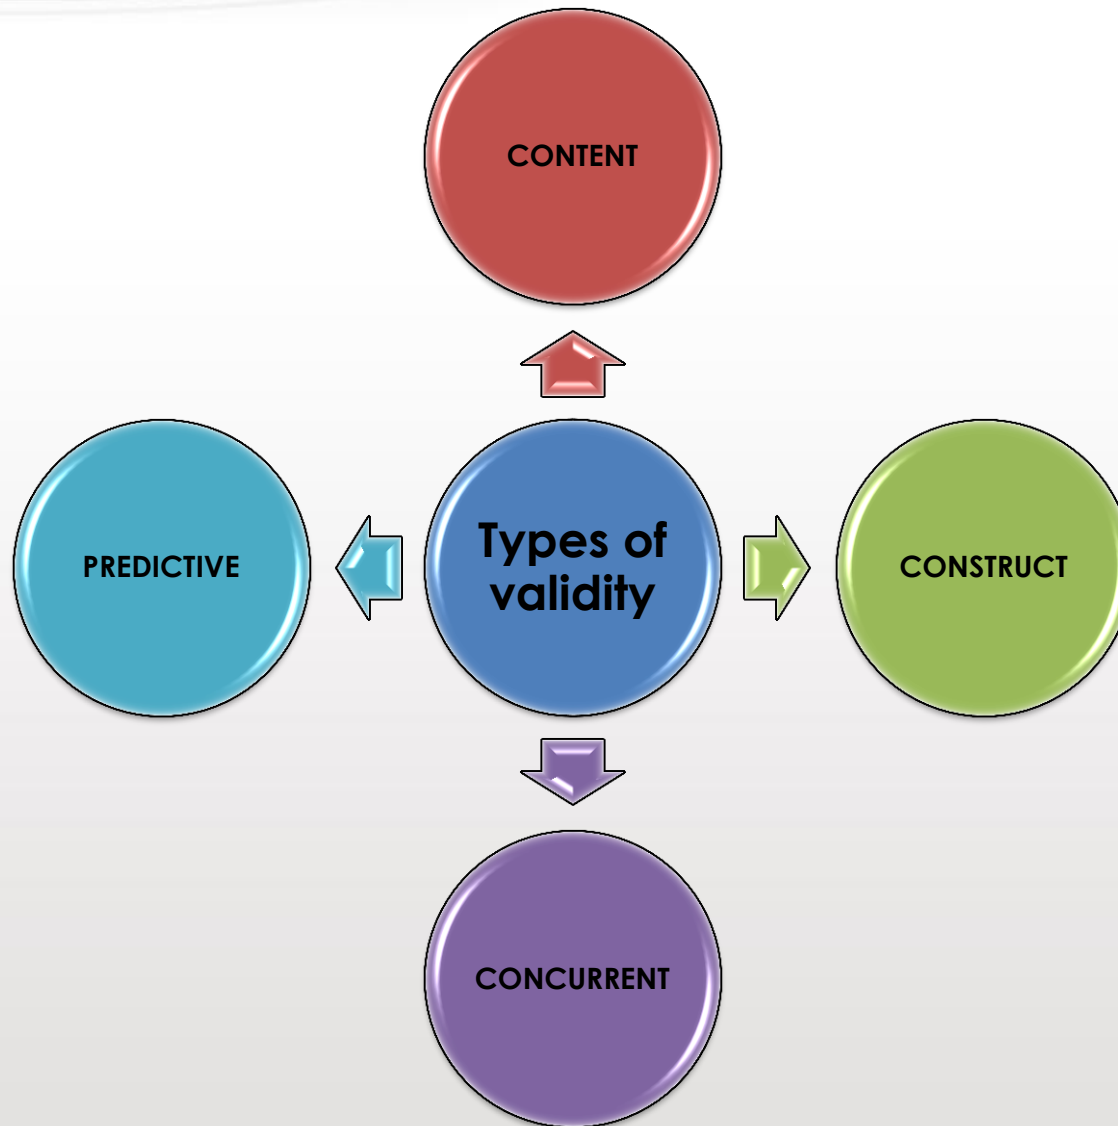 CONTENT
PREDICTIVE
Types of
validity
CONSTRUCT
CONCURRENT